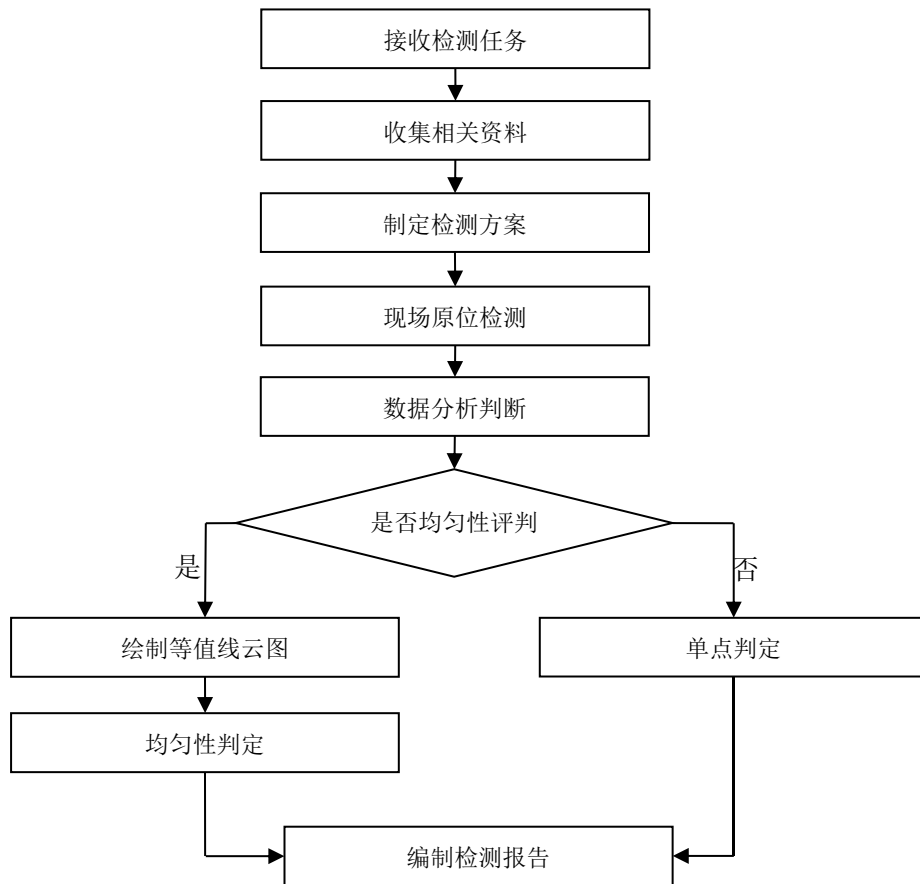 接收检测任务
收集相关资料
制定检测方案
现场原位检测
数据分析判断
是否均匀性评判
是
否
绘制等值线云图
单点判定
均匀性判定
编制检测报告